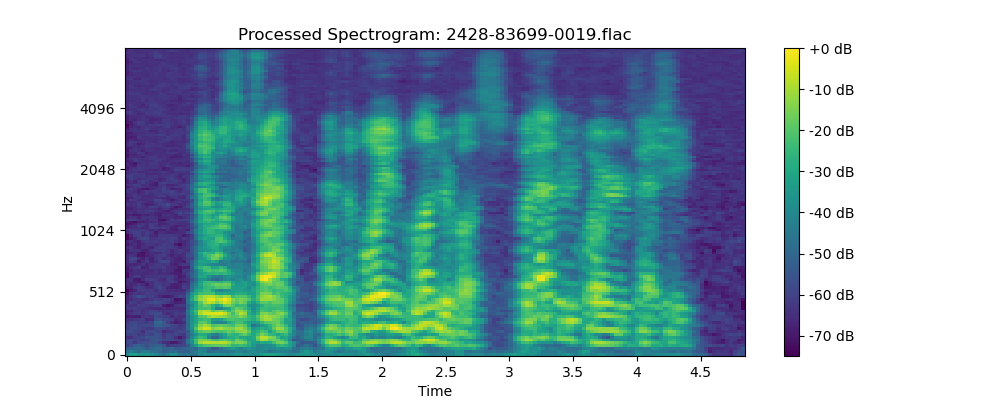 Processed Spectrogram: 2428-83699-0019.flac
Hz
4096
2048
1024
512
0
0 0.5 1 1.5 2 2.5 3 3.5 4 4.5
Time
+0 dB
-10 dB
-20 dB
-30 dB
-40 dB
-50 dB
-60 dB
-70 dB